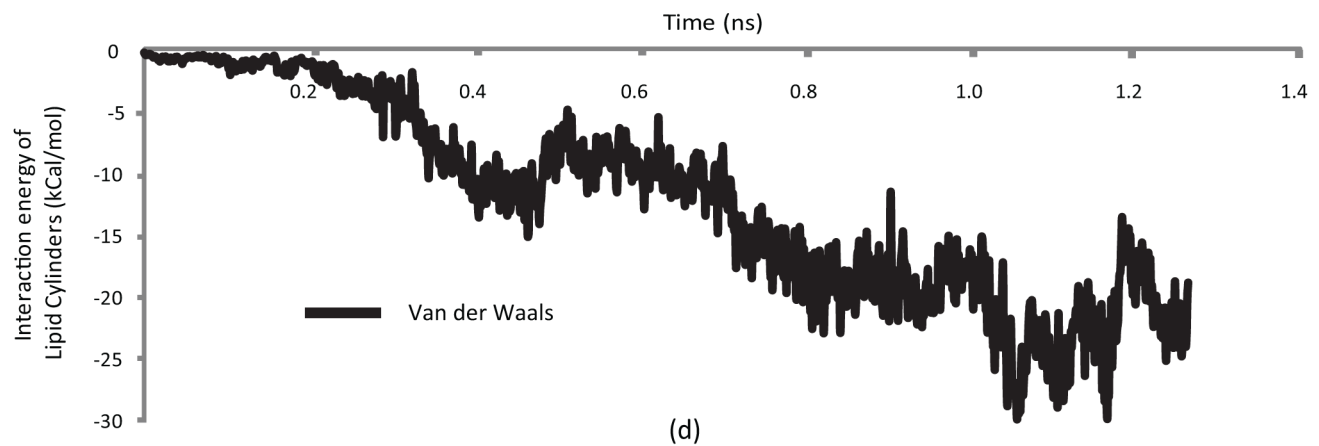 Time (ns)
0
0.2
0.4
0.6
0.8
1.0
1.2
1.4
-5
-10
-15
-20
-25
-30
Interaction energy of
Lipid Cylinders (kCal/mol)
Van der Waals
(d)